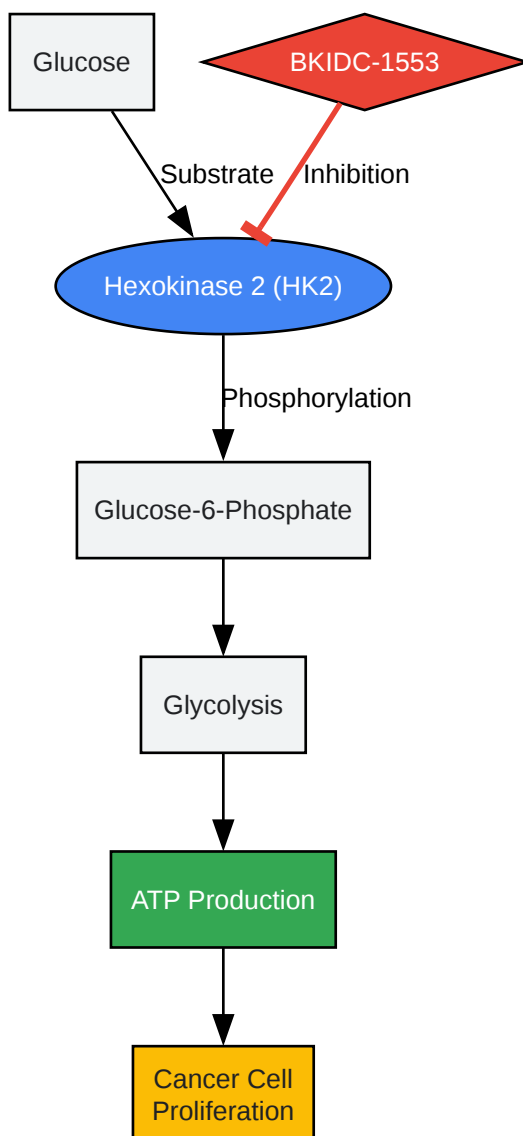 Glucose
BKIDC-1553
Substrate
Inhibition
Hexokinase 2 (HK2)
Phosphorylation
Glucose-6-Phosphate
Glycolysis
ATP Production
Cancer Cell
Proliferation